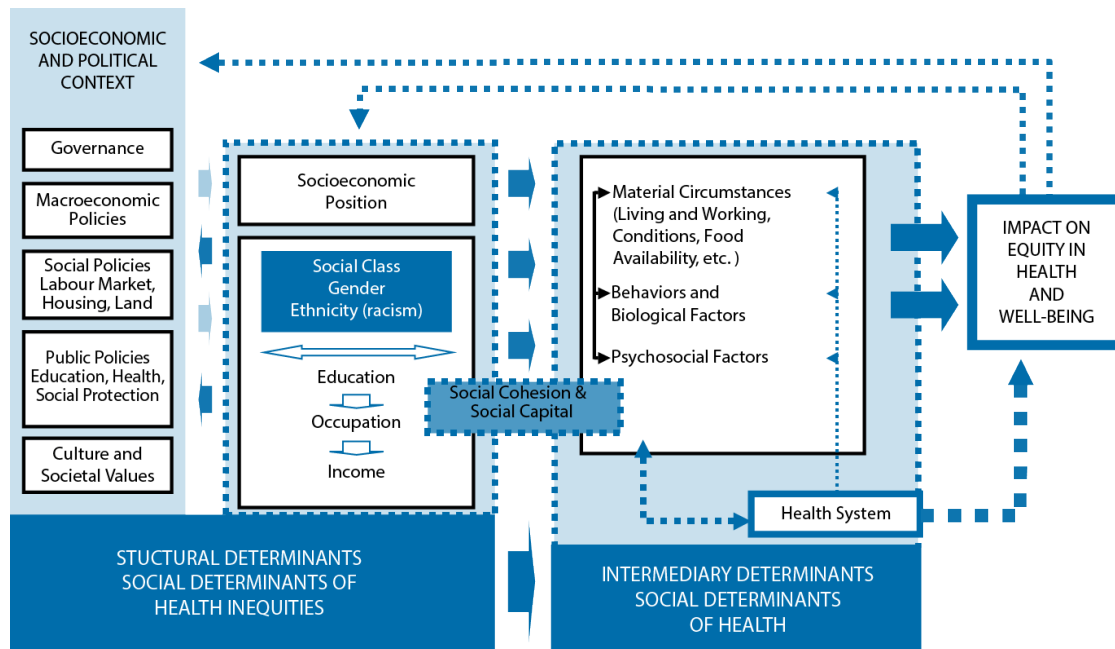 SOCIOECONOMIC
AND POLITICAL
CONTEXT
Governance
Macroeconomic
Policies
Social Policies
Labour Market,
Housing, Land
Public Policies
Education, Health,
Social Protection
Culture and
Societal Values
Socioeconomic
Position
Social Class
Gender
Ethnicity (racism)
Education
Occupation
Income
Social Cohesion &
Social Capital
Material Circumstances
(Living and Working,
Conditions, Food
Availability, etc. )
Behaviors and
Biological Factors
Psychosocial Factors
Health System
IMPACT ON
EQUITY IN
HEALTH
AND
WELL-BEING
STUCTURAL DETERMINANTS
SOCIAL DETERMINANTS OF
HEALTH INEQUITIES
INTERMEDIARY DETERMINANTS
SOCIAL DETERMINANTS
OF HEALTH